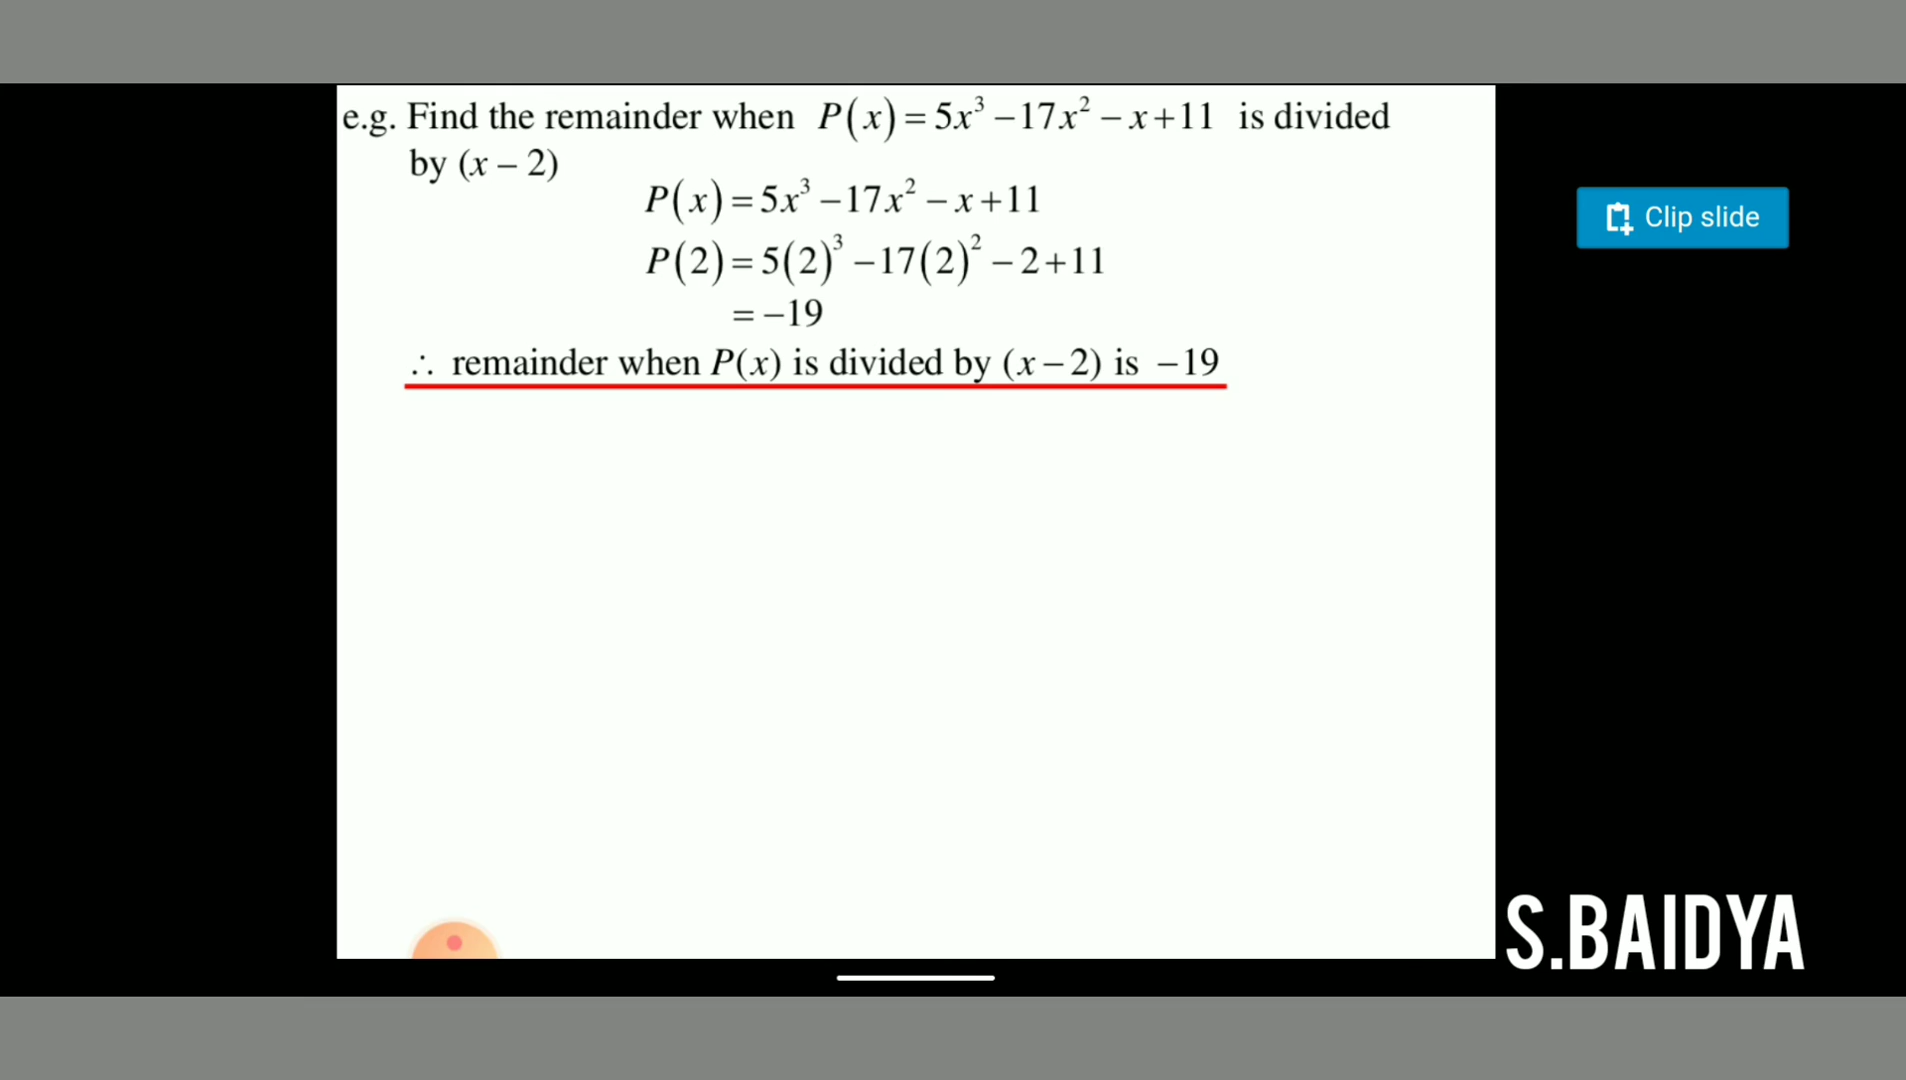 e.g. Find the remainder when P(x) = 5x³ – 17x² – x + 11 is divided
by (x – 2)
P(x) = 5x³ – 17x² – x + 11
P(2) = 5(2)³ – 17(2)² – 2 + 11
= –19
∴ remainder when P(x) is divided by (x – 2) is –19
Clip slide
S.BAIDYA